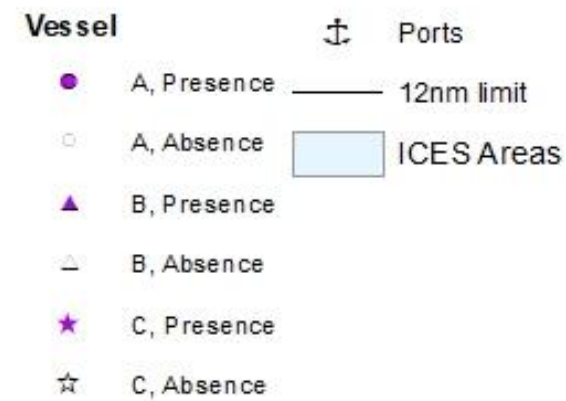 Vessel
A, Presence
A, Absence
B, Presence
B, Absence
C, Presence
C, Absence
Ports
12nm limit
ICES Areas